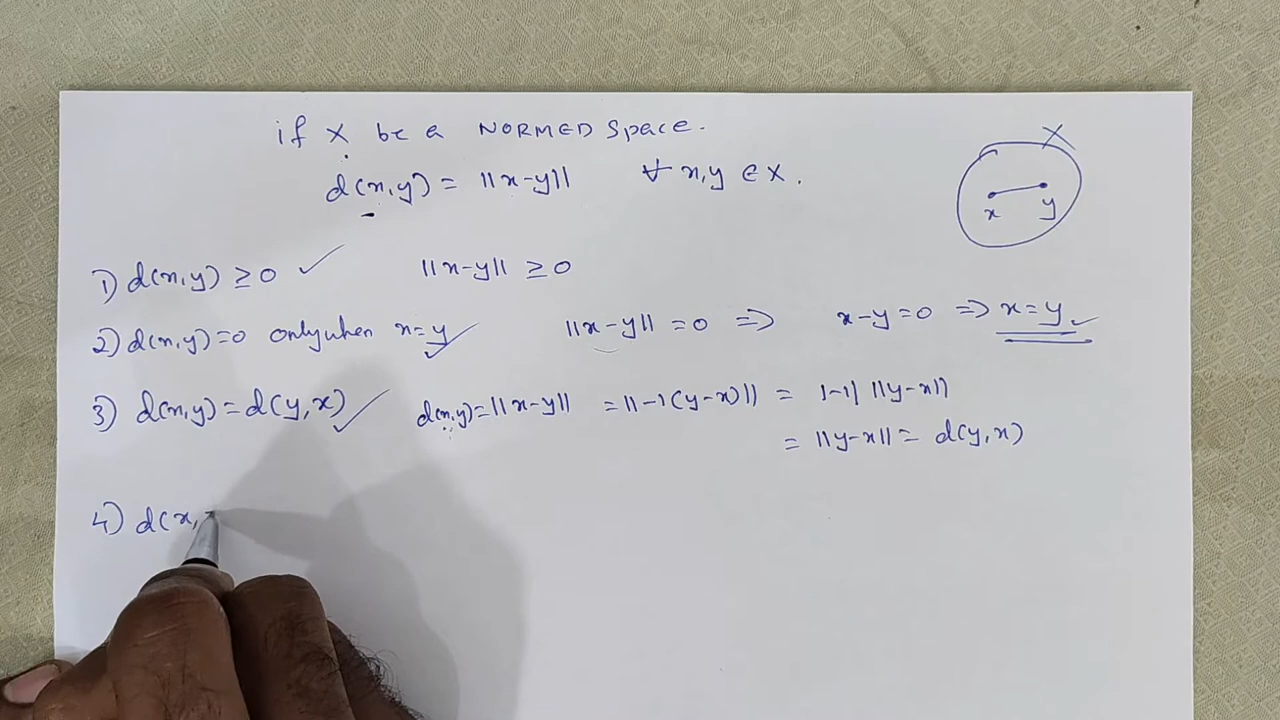 if X be a NORMED Space.
d(x,y) = ||x-y|| ∀ x,y ∈ X.
X
x y
1) d(x,y) ≥ 0 ✓ ||x-y|| ≥ 0
2) d(x,y)=0 only when x=y ✓ ||x-y|| = 0 => x-y=0 => x=y ✓
3) d(x,y) = d(y,x) ✓ d(x,y)=||x-y|| = ||-1(y-x)|| = |-1| ||y-x||
= ||y-x|| = d(y,x)
4) d(x,